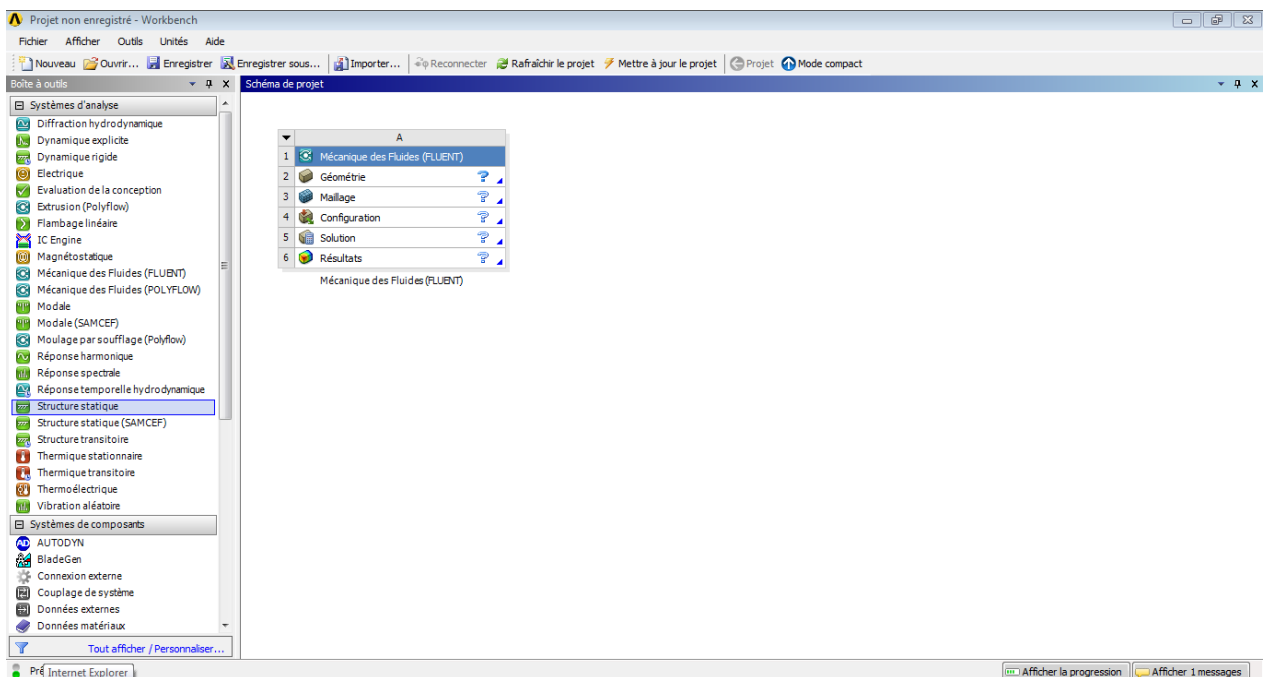 Projet non enregistré - Workbench
Fichier Afficher Outils Unités Aide
Nouveau Ouvrir... Enregistrer Enregistrer sous... Importer... Reconnecter Rafraîchir le projet Mettre à jour le projet Projet Mode compact
Boîte à outils
Systèmes d'analyse
Diffraction hydrodynamique
Dynamique explicite
Dynamique rigide
Electrique
Evaluation de la conception
Extrusion (Polyflow)
Flambage linéaire
IC Engine
Magnétostatique
Mécanique des Fluides (FLUENT)
Mécanique des Fluides (POLYFLOW)
Modale
Modale (SAMCEF)
Moulage par soufflage (Polyflow)
Réponse harmonique
Réponse spectrale
Réponse temporelle hydrodynamique
Structure statique
Structure statique (SAMCEF)
Structure transitoire
Thermique stationnaire
Thermique transitoire
Thermoélectrique
Vibration aléatoire
Systèmes de composants
AUTODYN
BladeGen
Connexion externe
Couplage de système
Données externes
Données matériaux
Tout afficher / Personnaliser...
Schéma de projet
A
1 Mécanique des Fluides (FLUENT)
2 Géométrie ?
3 Maillage ?
4 Configuration ?
5 Solution ?
6 Résultats ?
Mécanique des Fluides (FLUENT)
Pré Internet Explorer
Afficher la progression Afficher 1 messages